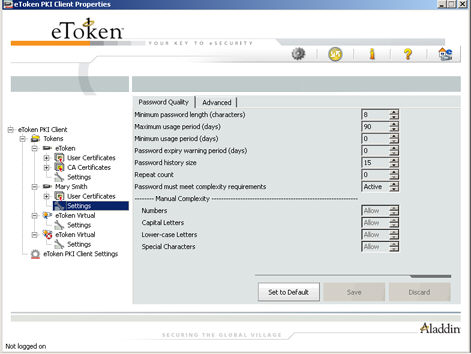 eToken PKI Client Properties
eToken
YOUR KEY TO eSECURITY
Password Quality
Advanced
Minimum password length (characters) 8
Maximum usage period (days) 90
Minimum usage period (days) 0
Password expiry warning period (days) 0
Password history size 15
Repeat count 0
Password must meet complexity requirements Active
Manual Complexity
Numbers Allow
Capital Letters Allow
Lower-case Letters Allow
Special Characters Allow
eToken PKI Client
Tokens
eToken
User Certificates
CA Certificates
Settings
Mary Smith
User Certificates
Settings
eToken Virtual
Settings
eToken Virtual
Settings
eToken PKI Client Settings
Set to Default
Save
Discard
SECURING THE GLOBAL VILLAGE
Aladdin
Not logged on